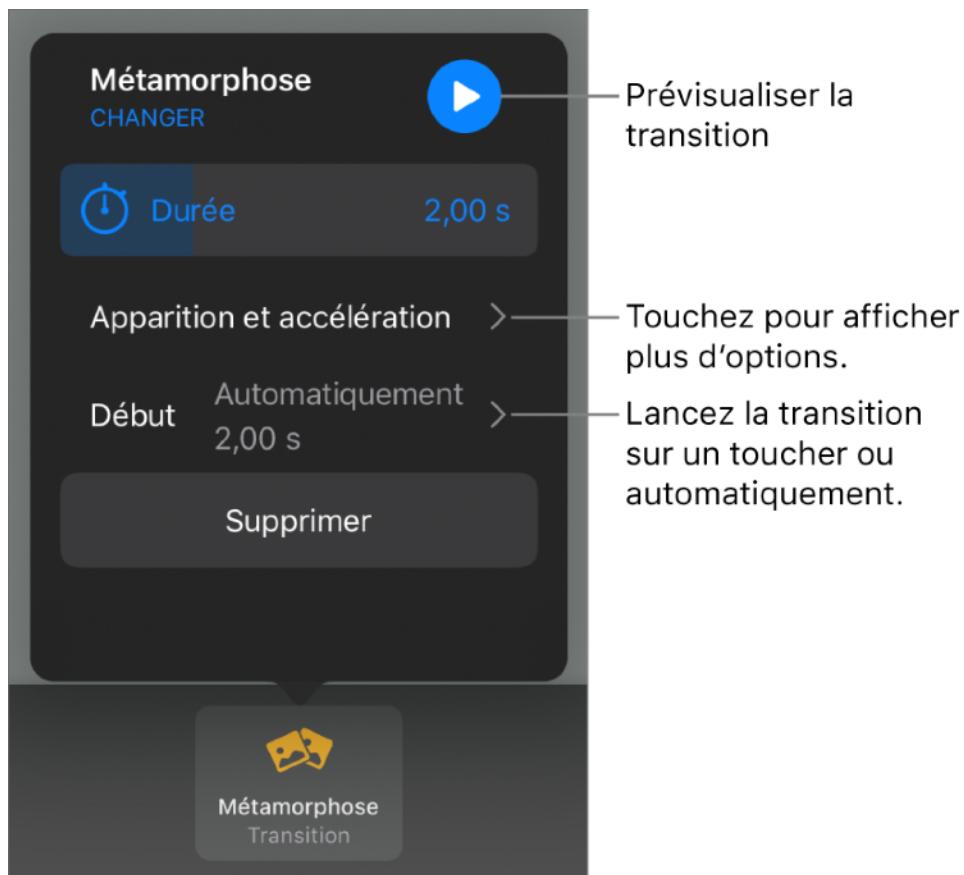 Métamorphose
CHANGER
Prévisualiser la
transition
Durée 2,00 s
Apparition et accélération
Touchez pour afficher
plus d’options.
Début Automatiquement
2,00 s
Lancez la transition
sur un toucher ou
automatiquement.
Supprimer
Métamorphose
Transition